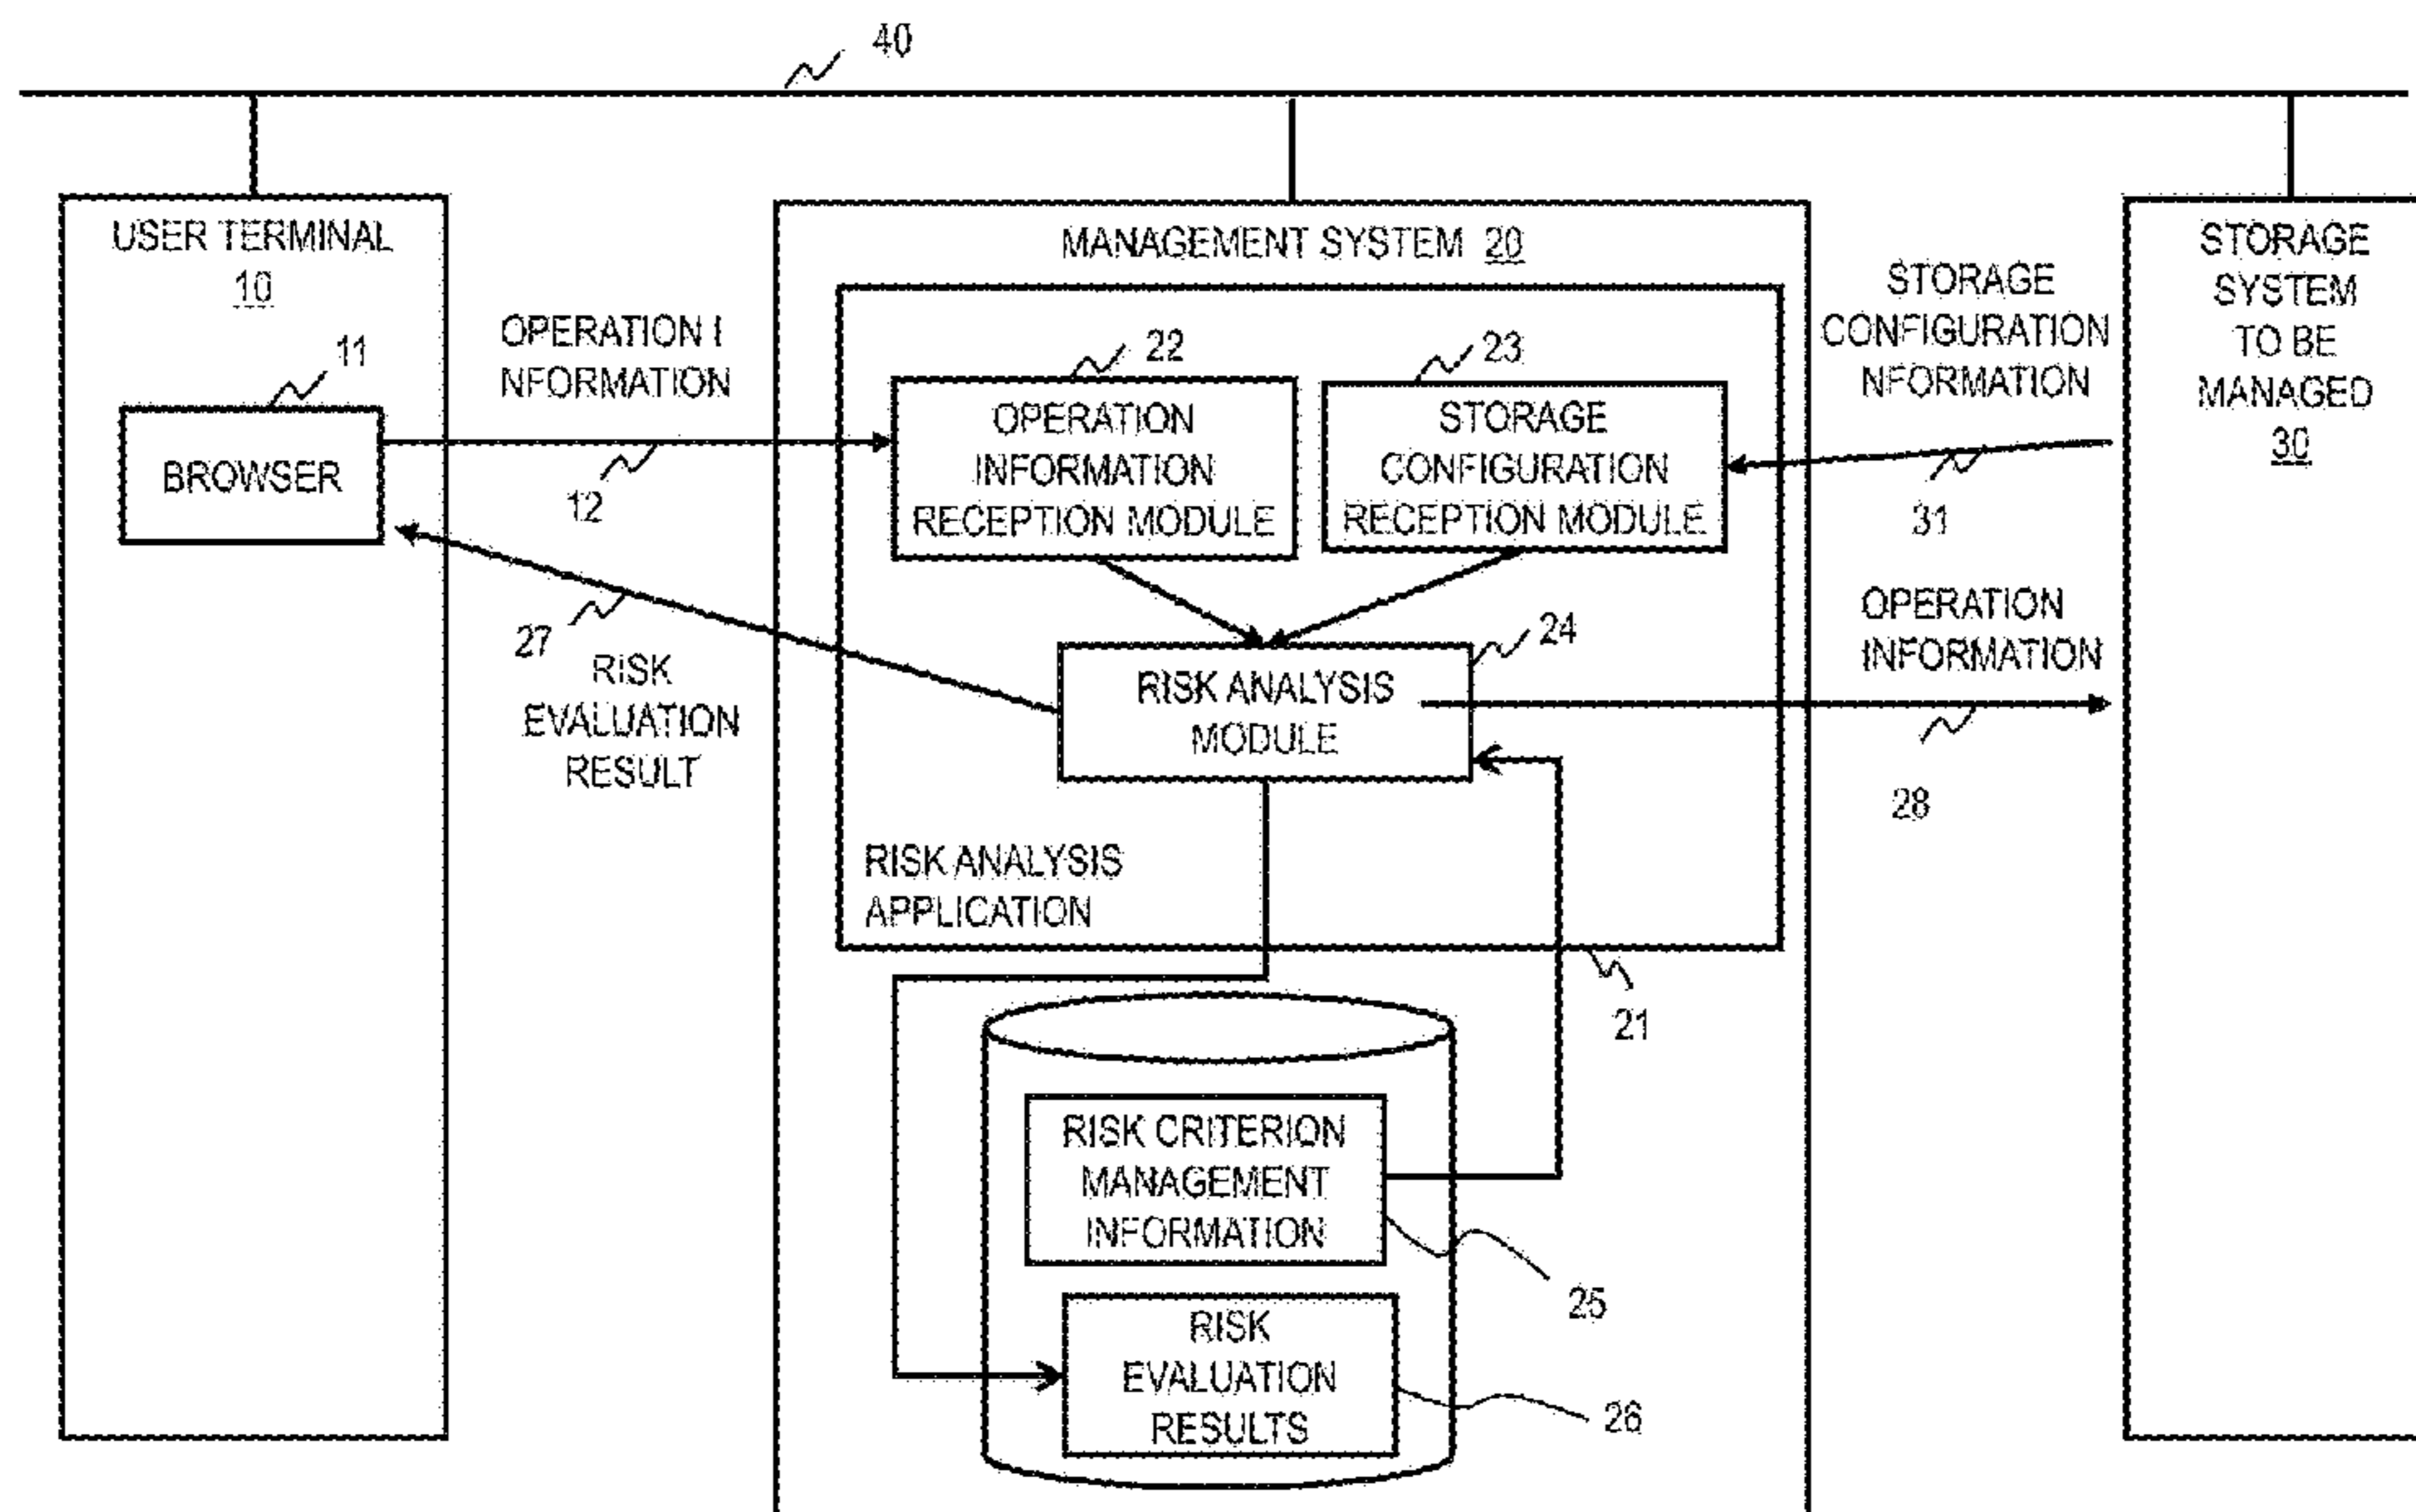 40
USER TERMINAL
10
11
BROWSER
OPERATION I
NFORMATION
12
27
RISK
EVALUATION
RESULT
MANAGEMENT SYSTEM 20
22
OPERATION
INFORMATION
RECEPTION MODULE
23
STORAGE
CONFIGURATION
RECEPTION MODULE
24
RISK ANALYSIS
MODULE
RISK ANALYSIS
APPLICATION
21
RISK CRITERION
MANAGEMENT
INFORMATION
25
RISK
EVALUATION
RESULTS
26
STORAGE
CONFIGURATION
NFORMATION
31
OPERATION
INFORMATION
28
STORAGE
SYSTEM
TO BE
MANAGED
30